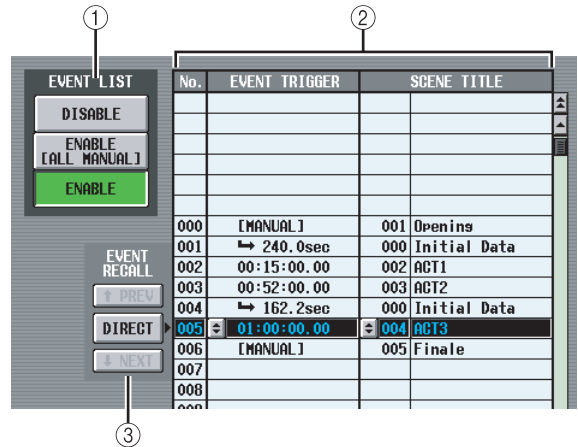 ① ②
EVENT LIST
DISABLE
ENABLE [ALL MANUAL]
ENABLE
EVENT RECALL
↑ PREV
DIRECT
↓ NEXT
③
No. EVENT TRIGGER SCENE TITLE
000 [MANUAL] 001 Opening
001 ↪ 240.0sec 000 Initial Data
002 00:15:00.00 002 ACT1
003 00:52:00.00 003 ACT2
004 ↪ 162.2sec 000 Initial Data
005 01:00:00.00 004 ACT3
006 [MANUAL] 005 Finale
007
008